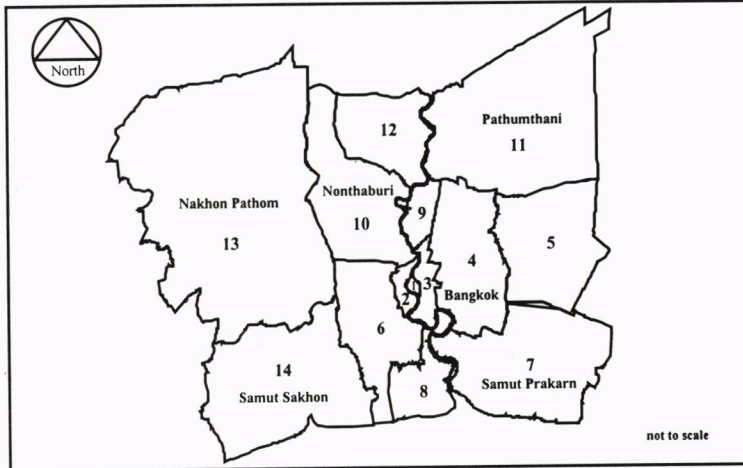 North
12
Pathumthani
11
Nakhon Pathom
13
Nonthaburi
10
9
5
4
Bangkok
3
1
2
6
14
Samut Sakhon
7
Samut Prakarn
8
not to scale